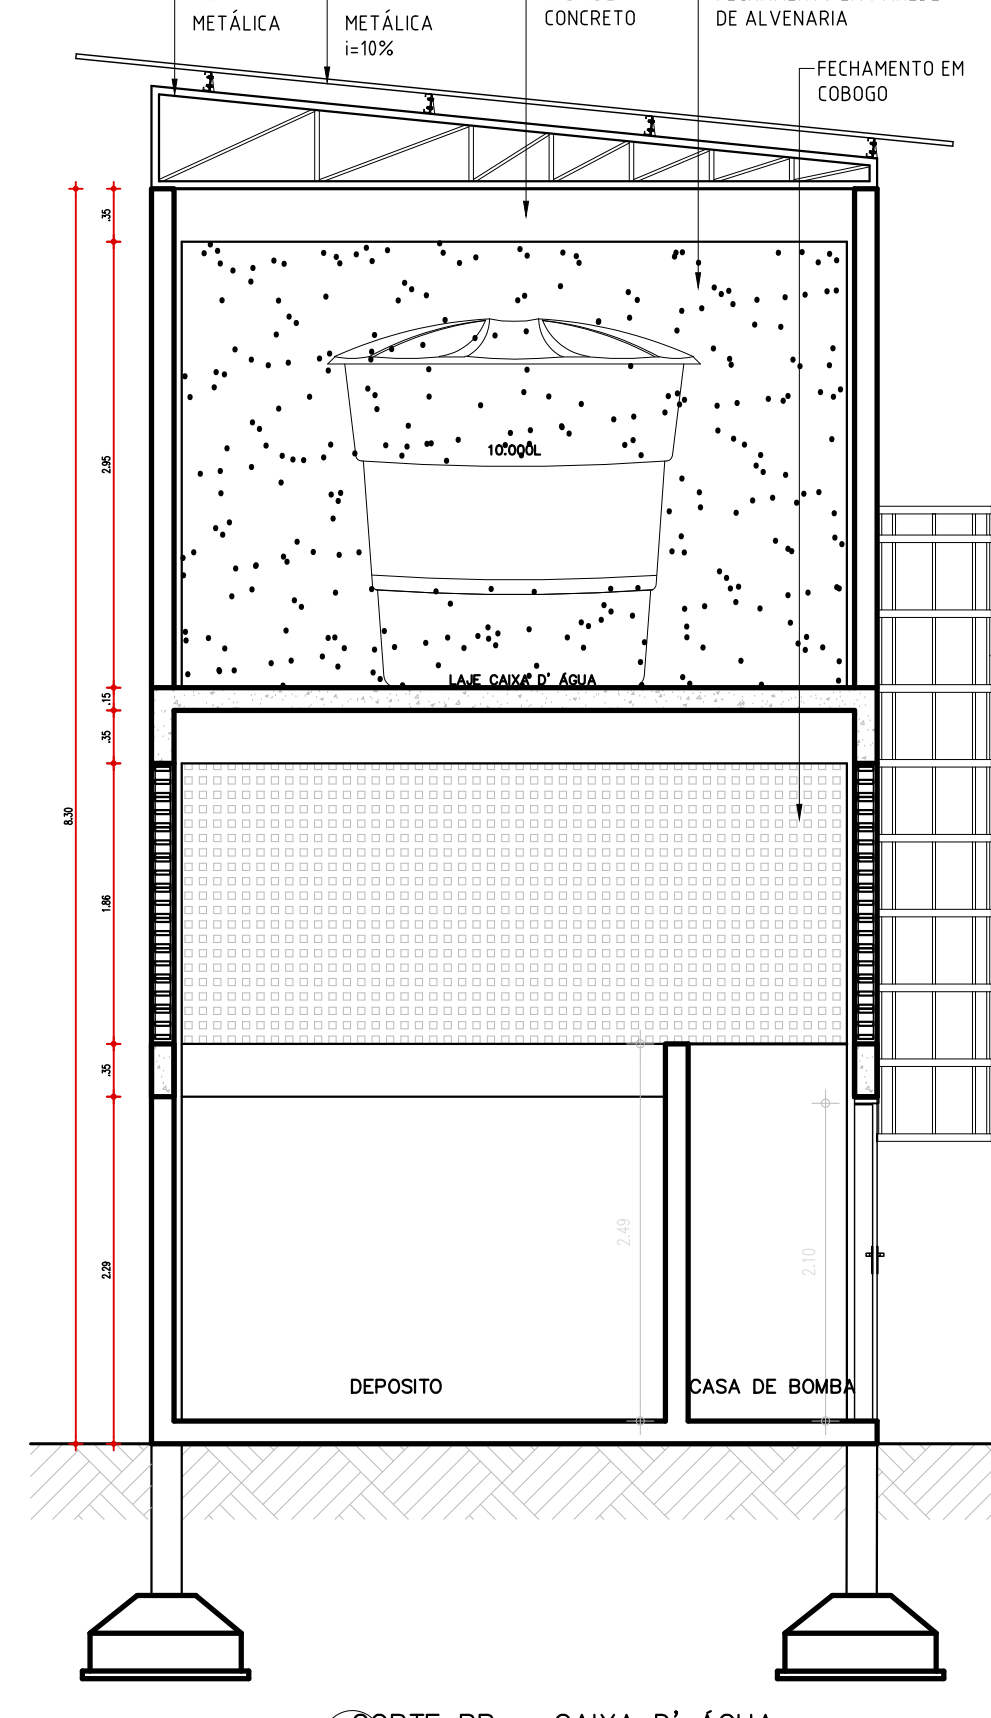 METÁLICA
METÁLICA
i=10%
CONCRETO
DE ALVENARIA
FECHAMENTO EM
COBOGO
.35
2.95
10.000L
LAJE CAIXA D' ÁGUA
.15
.35
8.30
1.86
.35
2.49
2.10
2.29
DEPOSITO
CASA DE BOMBA